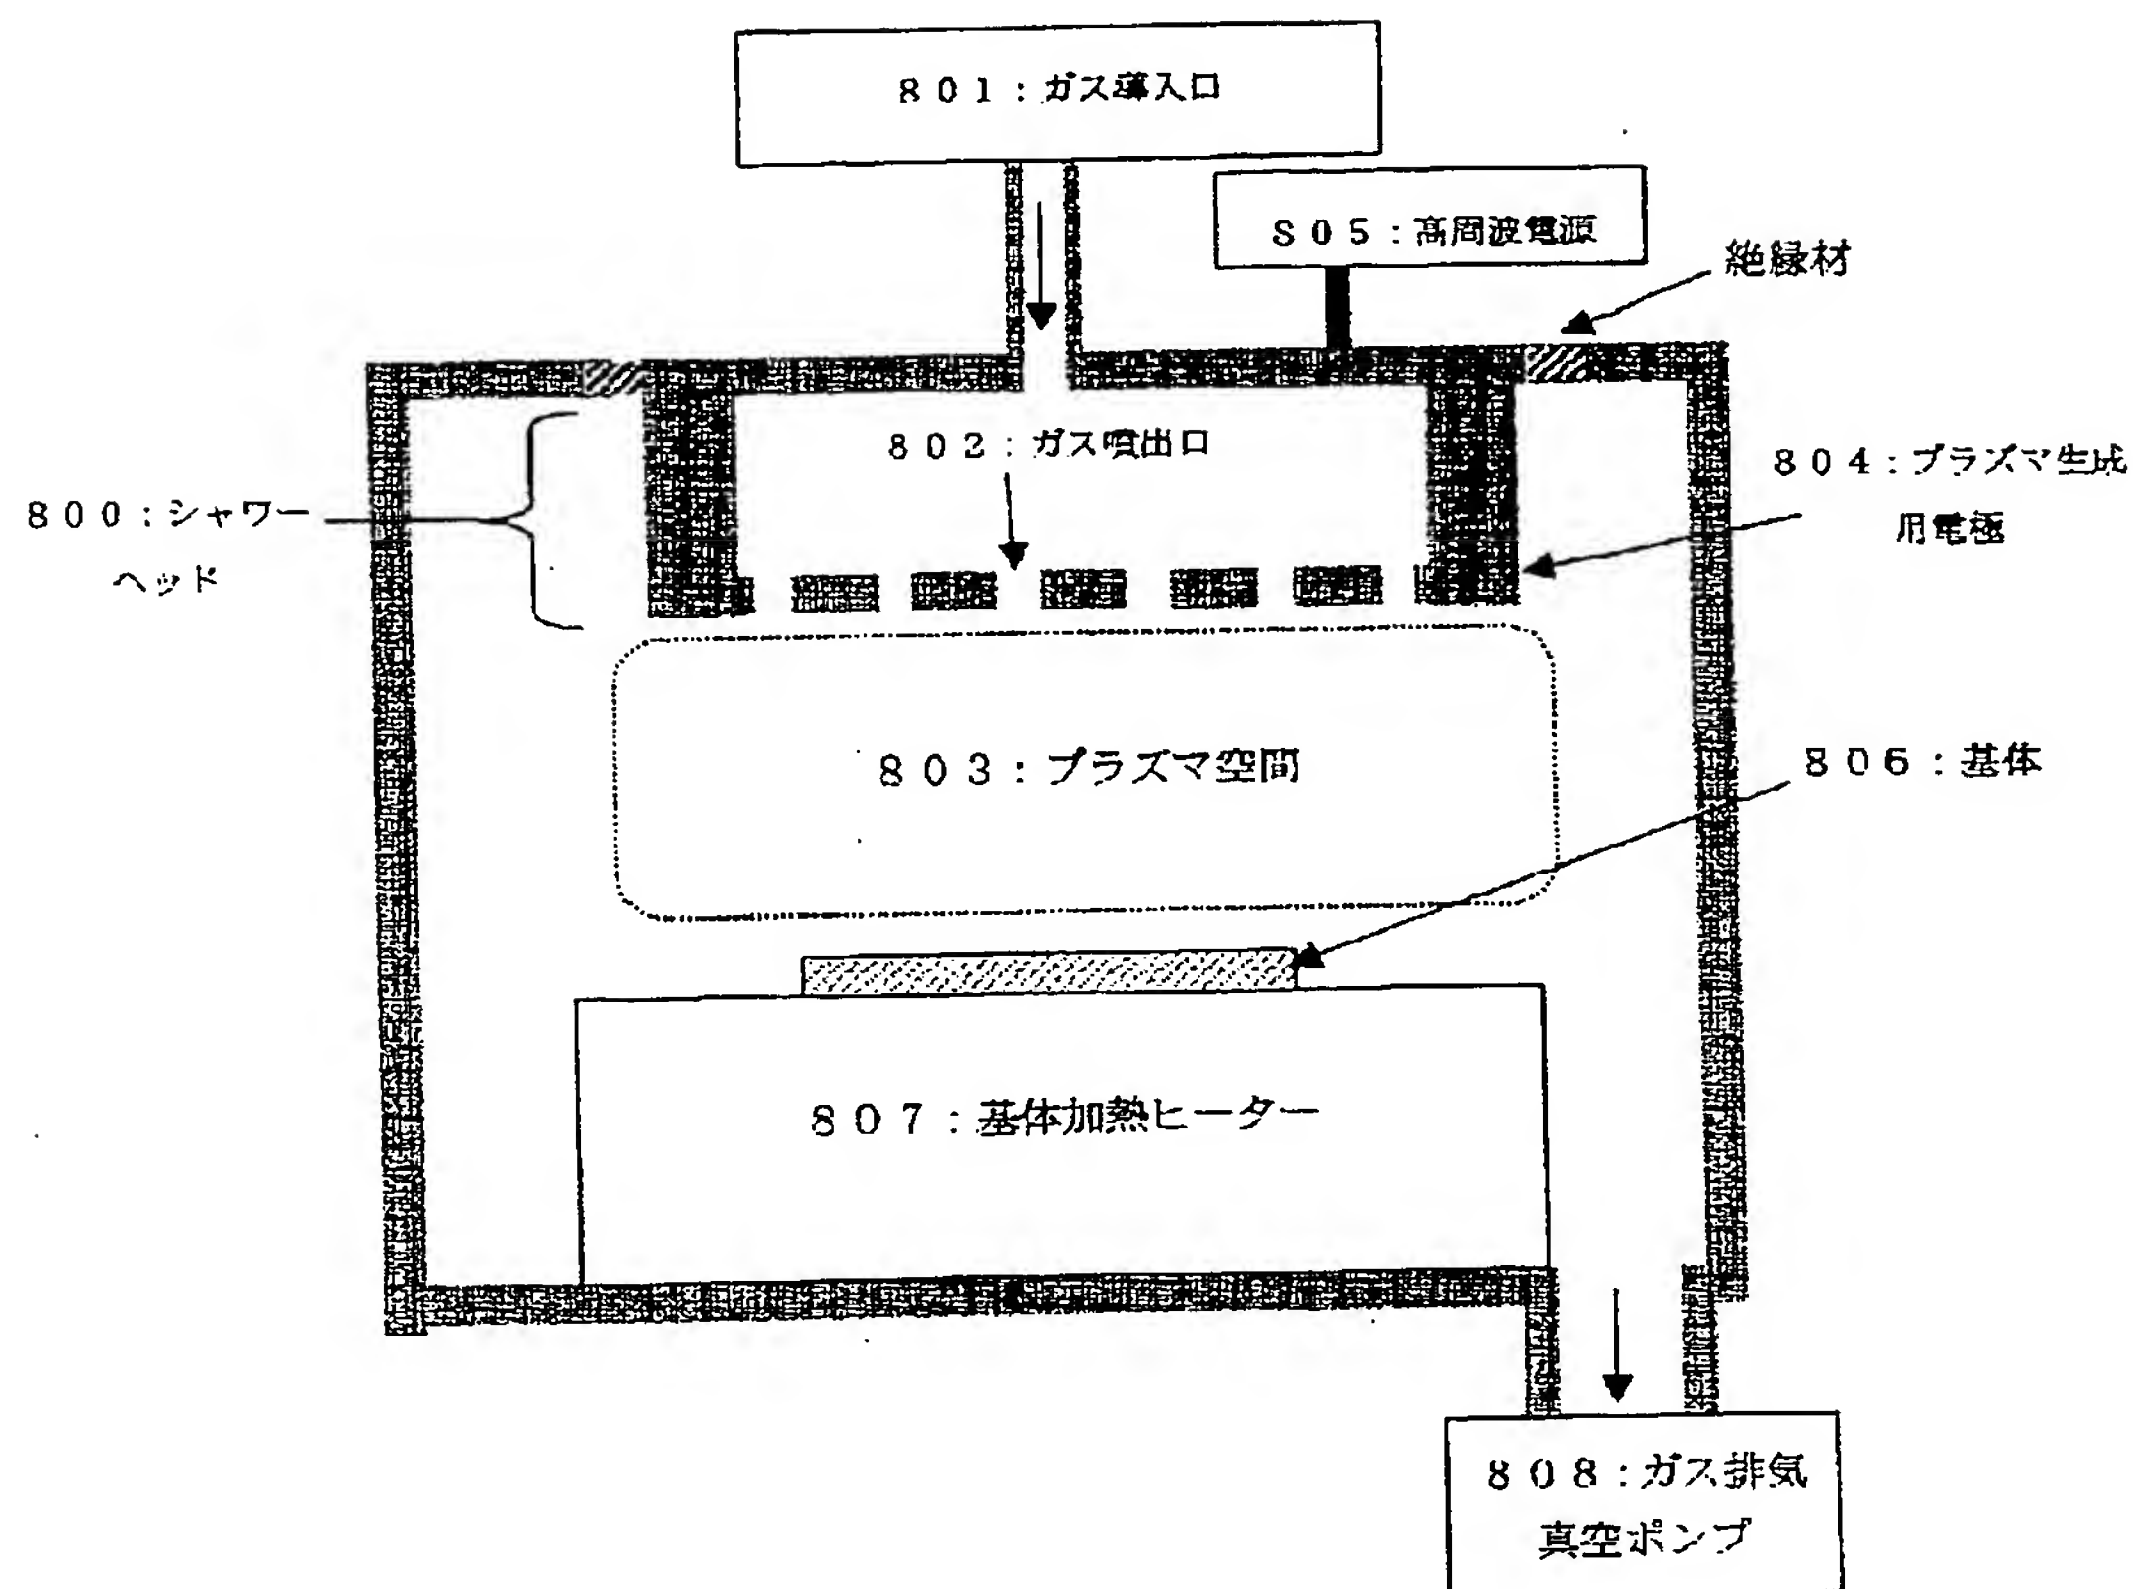 ８０１：ガス導入口
８０５：高周波電源
絶縁材
８０２：ガス噴出口
８０４：プラズマ生成
用電極
８００：シャワー
ヘッド
８０３：プラズマ空間
８０６：基体
８０７：基体加熱ヒーター
８０８：ガス排気
真空ポンプ